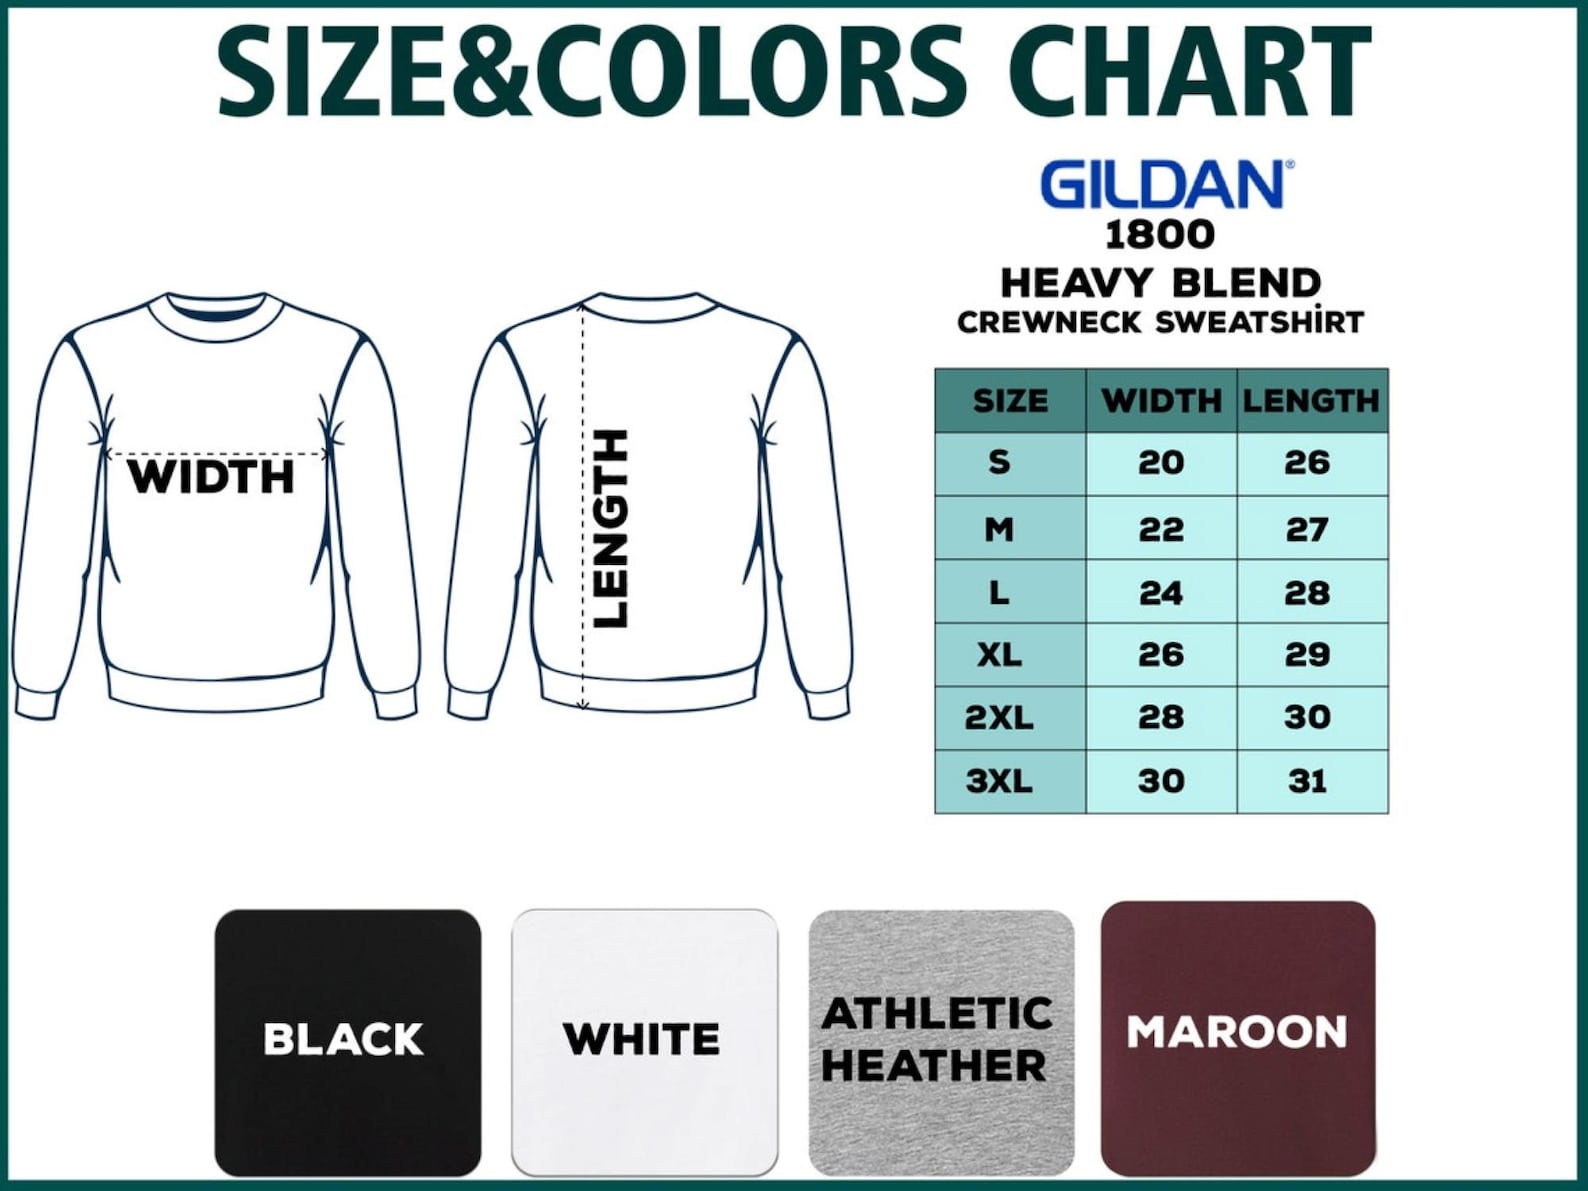 SIZE&COLORS CHART
GILDAN®
1800
HEAVY BLEND
CREWNECK SWEATSHİRT
WIDTH
LENGTH
SIZE WIDTH LENGTH
S 20 26
M 22 27
L 24 28
XL 26 29
2XL 28 30
3XL 30 31
BLACK
WHITE
ATHLETIC
HEATHER
MAROON